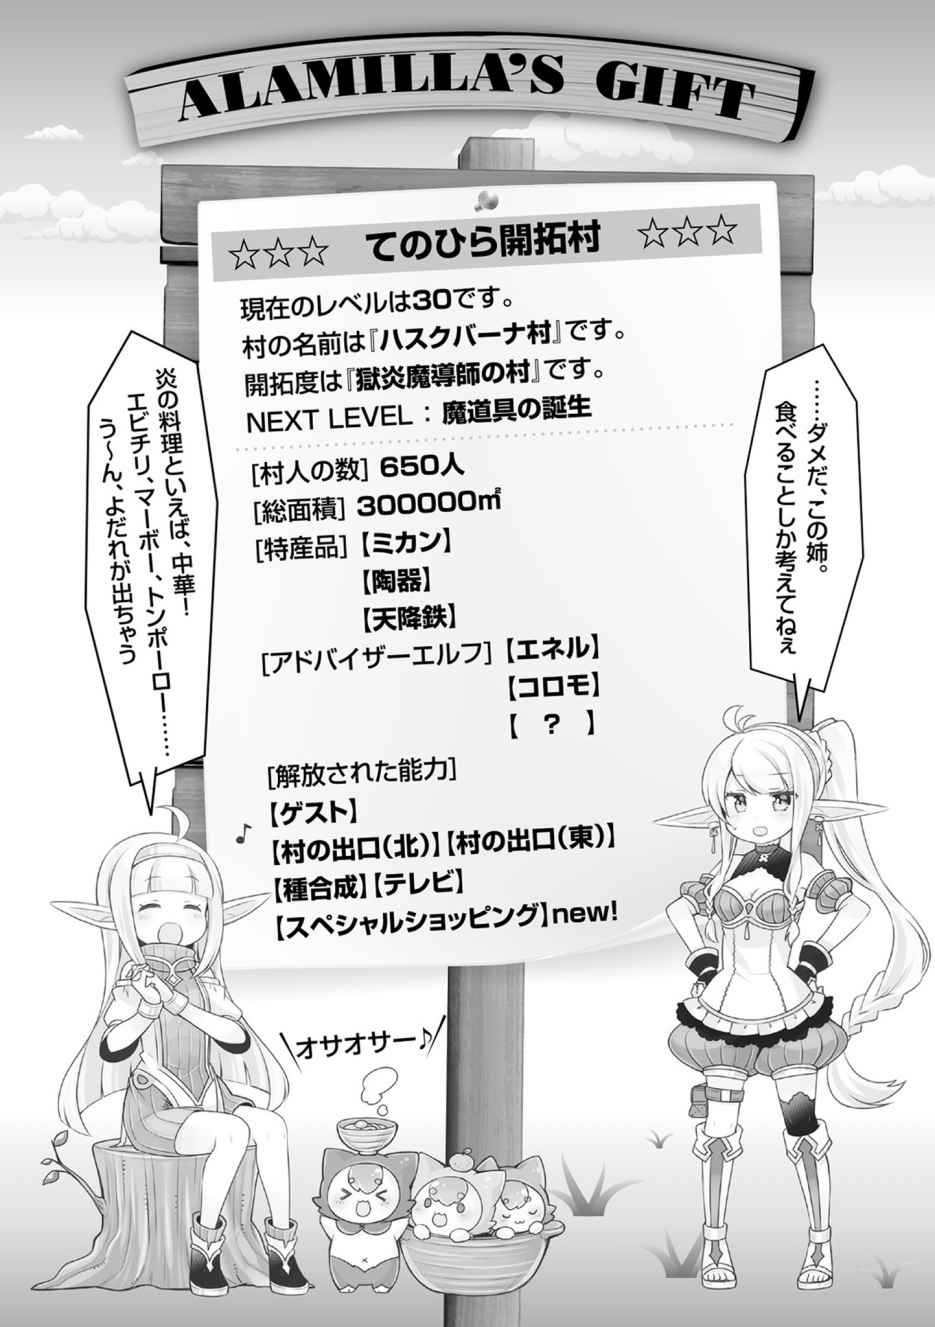 ALAMILLA'S GIFT
☆☆☆ てのひら開拓村 ☆☆☆
現在のレベルは30です。
村の名前は『ハスクバーナ村』です。
開拓度は『獄炎魔導師の村』です。
NEXT LEVEL：魔道具の誕生
[村人の数] 650人
[総面積] 300000㎡
[特産品]【ミカン】
【陶器】
【天降鉄】
[アドバイザーエルフ]【エネル】
【コロモ】
【 ? 】
[解放された能力]
【ゲスト】
【村の出口(北)】【村の出口(東)】
【種合成】【テレビ】
【スペシャルショッピング】new!
……ダメだ、この姉。
食べることしか考えてねぇ
炎の料理といえば、中華！
エビチリ、マーボー、トンポーロー……
う〜ん、よだれが出ちゃう
♪
オサオサー♪